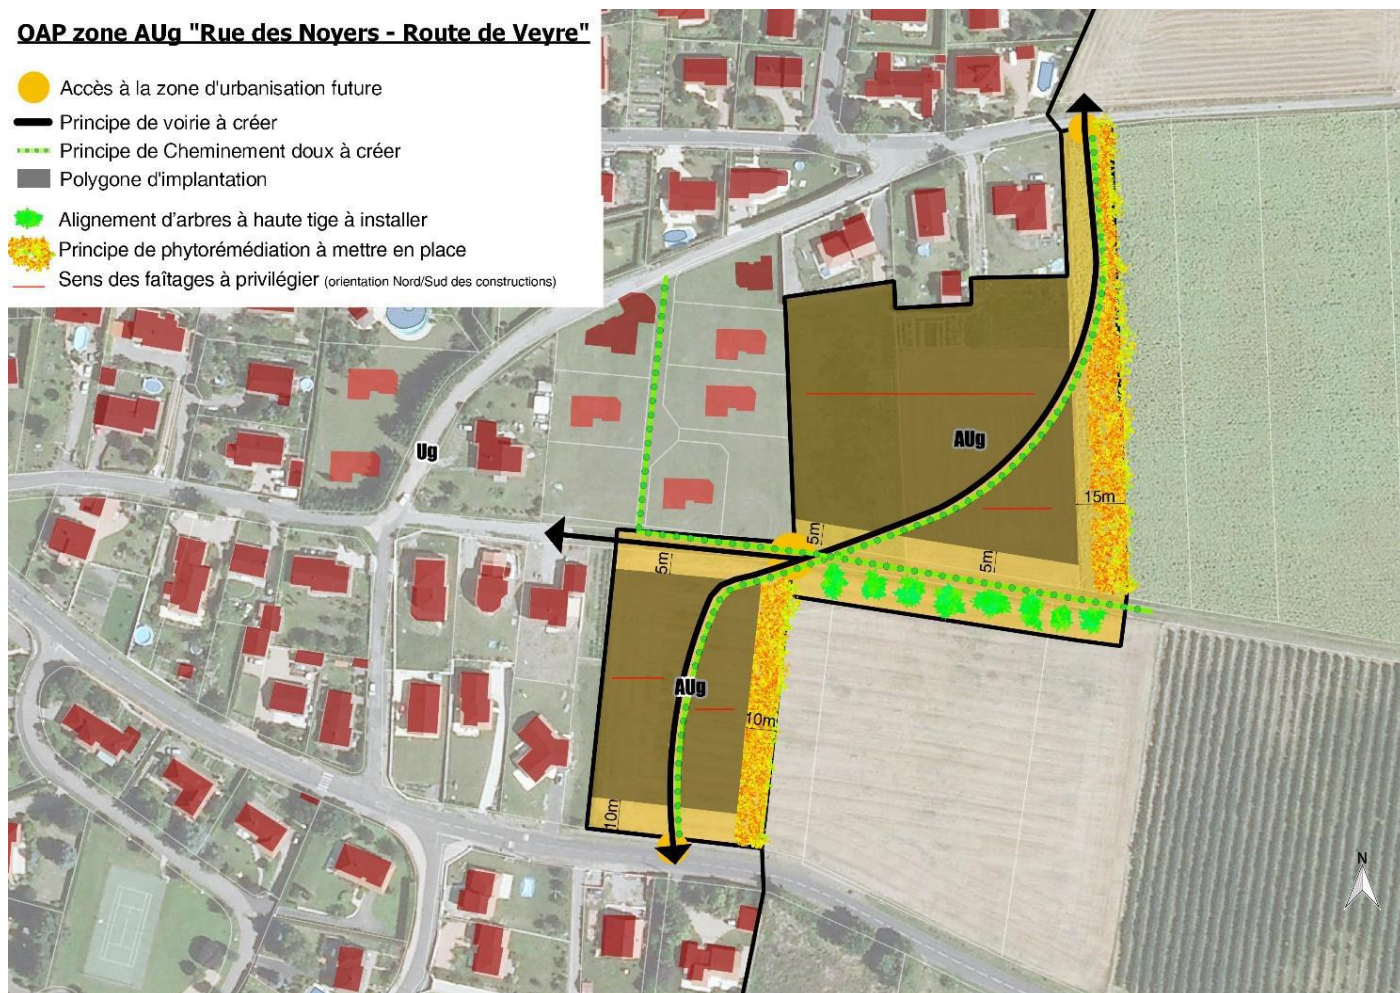 OAP zone AUg "Rue des Noyers - Route de Veyre"
Accès à la zone d'urbanisation future
Principe de voirie à créer
Principe de Cheminement doux à créer
Polygone d'implantation
Alignement d'arbres à haute tige à installer
Principe de phytorémédiation à mettre en place
Sens des faîtages à privilégier (orientation Nord/Sud des constructions)
Ug
AUg
15m
5m
5m
5m
AUg
10m
10m
N